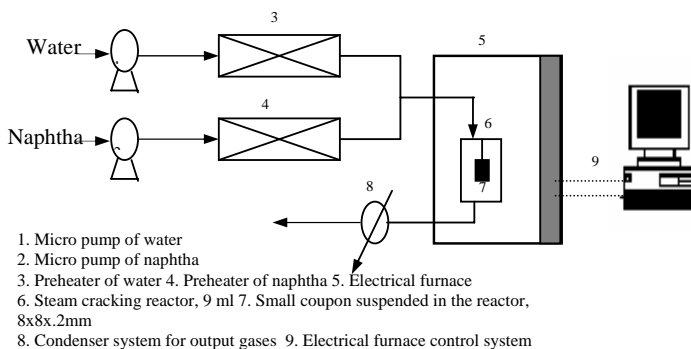 3
Water
5
4
6
Naphtha
9
7
8
1. Micro pump of water
2. Micro pump of naphtha
3. Preheater of water 4. Preheater of naphtha 5. Electrical furnace
6. Steam cracking reactor, 9 ml 7. Small coupon suspended in the reactor,
8x8x.2mm
8. Condenser system for output gases 9. Electrical furnace control system